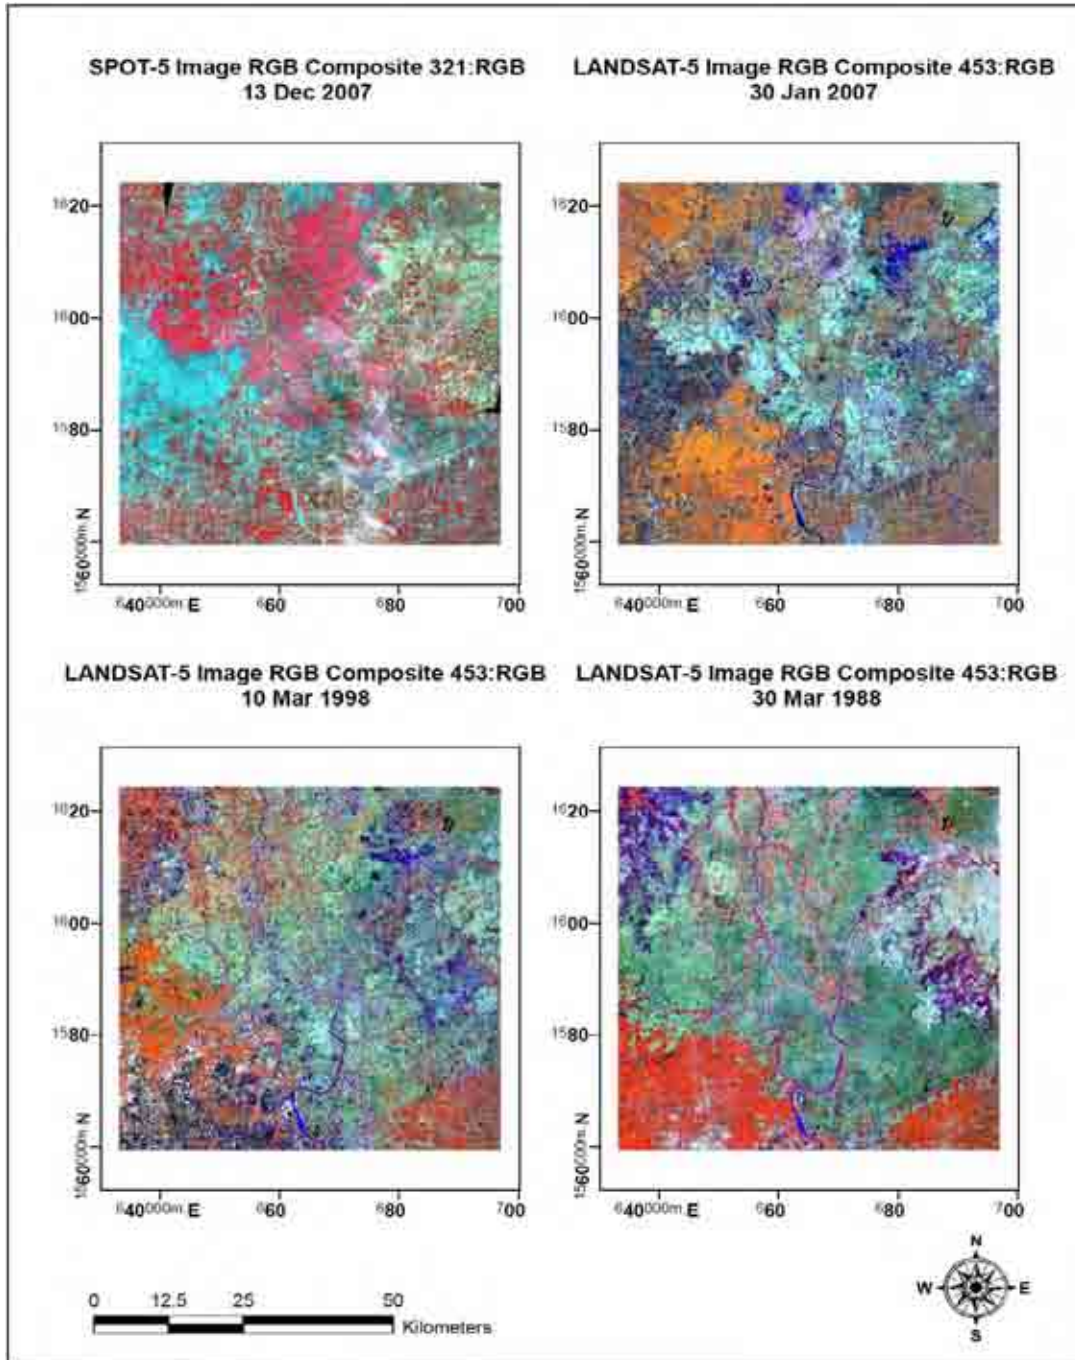 SPOT-5 Image RGB Composite 321:RGB
13 Dec 2007
LANDSAT-5 Image RGB Composite 453:RGB
30 Jan 2007
1620
1600
1580
1560000m. N
640000m E
660
680
700
1620
1600
1580
1560000m. N
640000m E
660
680
700
LANDSAT-5 Image RGB Composite 453:RGB
10 Mar 1998
LANDSAT-5 Image RGB Composite 453:RGB
30 Mar 1988
1620
1600
1580
1560000m. N
640000m E
660
680
700
1620
1600
1580
1560000m. N
640000m E
660
680
700
N
W
E
S
0
12.5
25
50
Kilometers